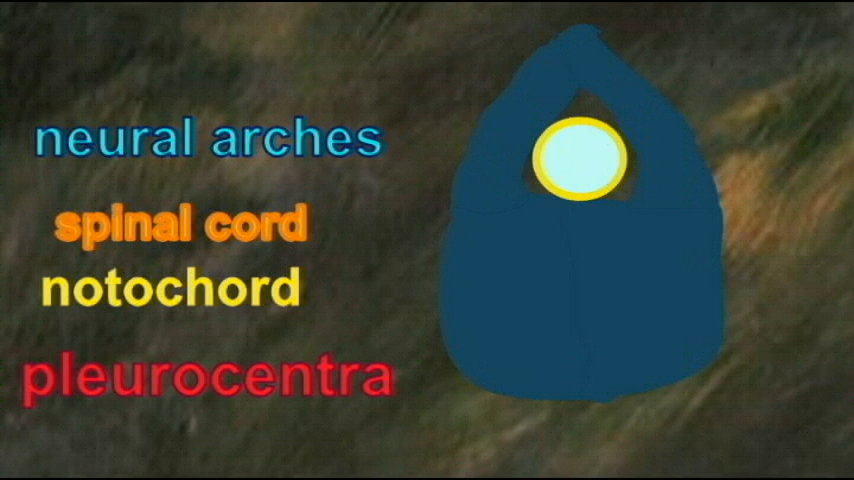 neural arches
spinal cord
notochord
pleurocentra